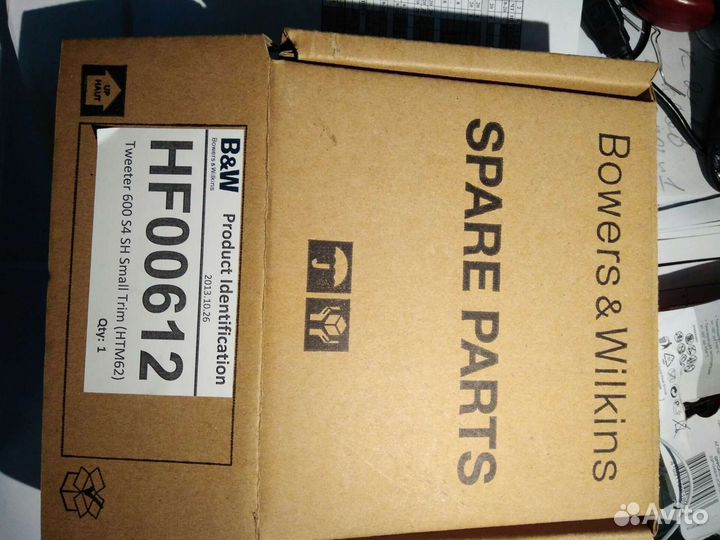 Bowers & Wilkins
SPARE PARTS
UP
HAUT
B&W
Bowers & Wilkins
Product Identification
2013.10.26
HF00612
Tweeter 600 S4 SH Small Trim (HTM62)
Qty: 1
Avito